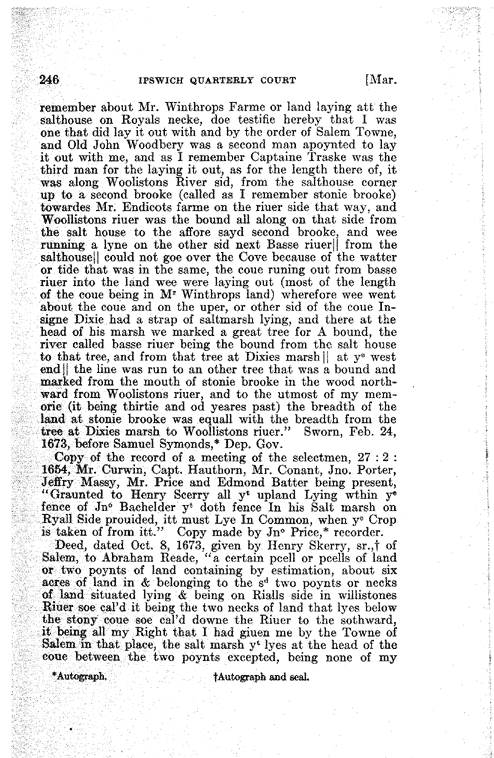 246 IPSWICH QUARTERLY COURT [Mar.
remember about Mr. Winthrops Farme or land laying att the
salthouse on Royals necke, doe testifie hereby that I was
one that did lay it out with and by the order of Salem Towne,
and Old John Woodbery was a second man apoynted to lay
it out with me, and as I remember Captaine Traske was the
third man for the laying it out, as for the length there of, it
was along Woolistons River sid, from the salthouse corner
up to a second brooke (called as I remember stonie brooke)
towardes Mr. Endicots farme on the riuer side that way, and
Woollistons riuer was the bound all along on that side from
the salt house to the affore sayd second brooke, and wee
running a lyne on the other sid next Basse riuer|| from the
salthouse|| could not goe over the Cove because of the watter
or tide that was in the same, the coue runing out from basse
riuer into the land wee were laying out (most of the length
of the coue being in Mʳ Winthrops land) wherefore wee went
about the coue and on the uper, or other sid of the coue In-
signe Dixie had a strap of saltmarsh lying, and there at the
head of his marsh we marked a great tree for A bound, the
river called basse riuer being the bound from the salt house
to that tree, and from that tree at Dixies marsh|| at yᵉ west
end|| the line was run to an other tree that was a bound and
marked from the mouth of stonie brooke in the wood north-
ward from Woolistons riuer, and to the utmost of my mem-
orie (it being thirtie and od yeares past) the breadth of the
land at stonie brooke was equall with the breadth from the
tree at Dixies marsh to Woollistons riuer." Sworn, Feb. 24,
1673, before Samuel Symonds,* Dep. Gov.
Copy of the record of a meeting of the selectmen, 27 : 2 :
1654, Mr. Curwin, Capt. Hauthorn, Mr. Conant, Jno. Porter,
Jeffry Massy, Mr. Price and Edmond Batter being present,
"Graunted to Henry Scerry all yᵗ upland Lying wthin yᵉ
fence of Jnᵒ Bachelder yᵗ doth fence In his Salt marsh on
Ryall Side prouided, itt must Lye In Common, when yᵉ Crop
is taken of from itt." Copy made by Jnᵒ Price,* recorder.
Deed, dated Oct. 8, 1673, given by Henry Skerry, sr.,† of
Salem, to Abraham Reade, "a certain pcell or pcells of land
or two poynts of land containing by estimation, about six
acres of land in & belonging to the sᵈ two poynts or necks
of land situated lying & being on Rialls side in willistones
Riuer soe cal'd it being the two necks of land that lyes below
the stony coue soe cal'd downe the Riuer to the sothward,
it being all my Right that I had giuen me by the Towne of
Salem in that place, the salt marsh yᵗ lyes at the head of the
coue between the two poynts excepted, being none of my
*Autograph. †Autograph and seal.